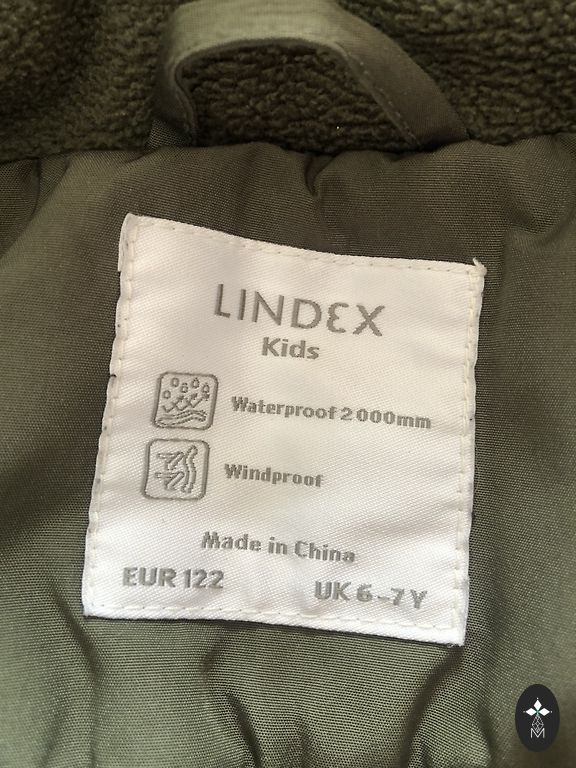 LINDEX
Kids
Waterproof 2 000mm
Windproof
Made in China
EUR 122 UK 6-7 Y
M